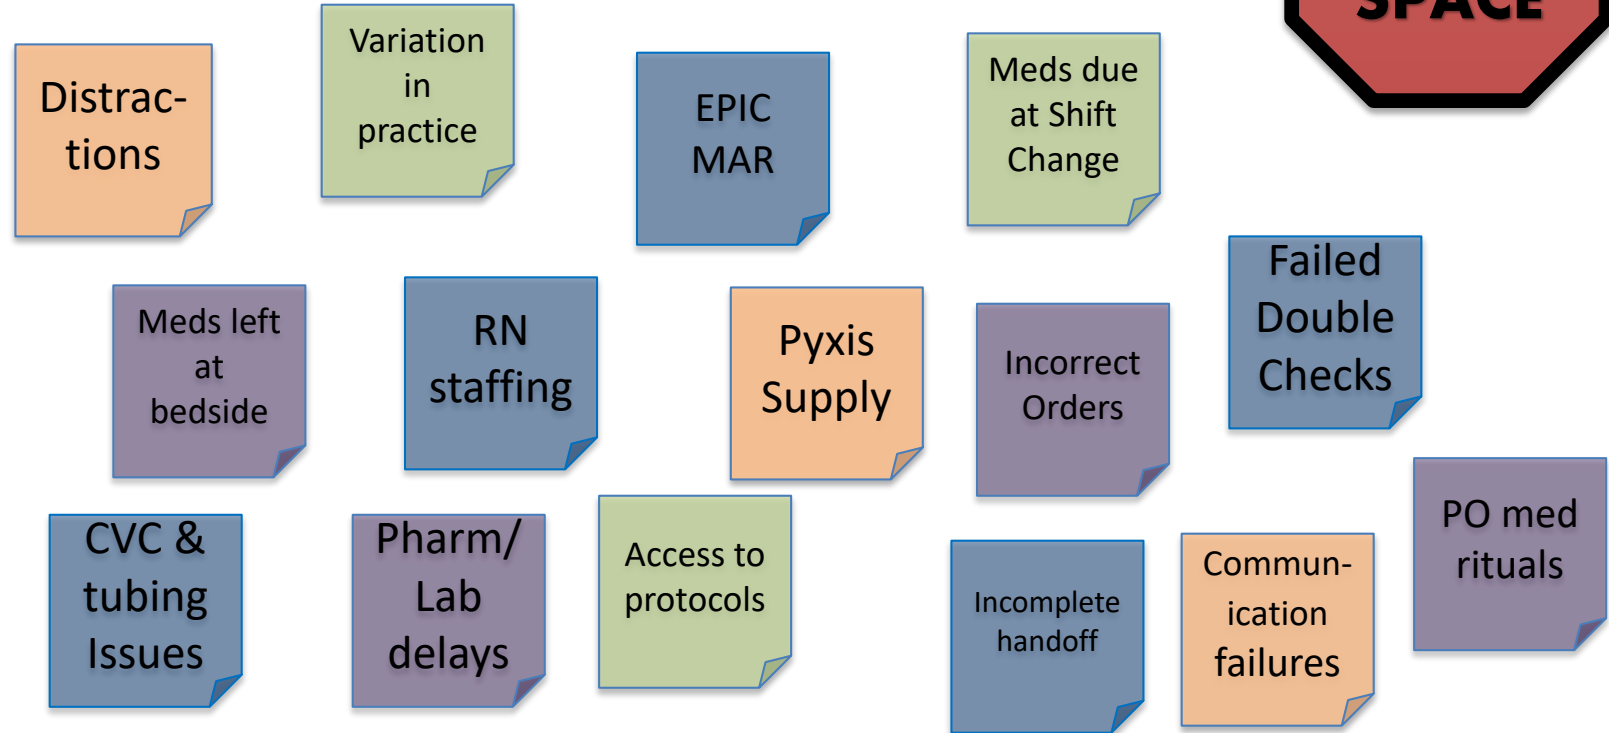 SPACE
Distrac-
tions
Variation
in
practice
EPIC
MAR
Meds due
at Shift
Change
Meds left
at
bedside
RN
staffing
Pyxis
Supply
Incorrect
Orders
Failed
Double
Checks
CVC &
tubing
Issues
Pharm/
Lab
delays
Access to
protocols
Incomplete
handoff
Commun-
ication
failures
PO med
rituals